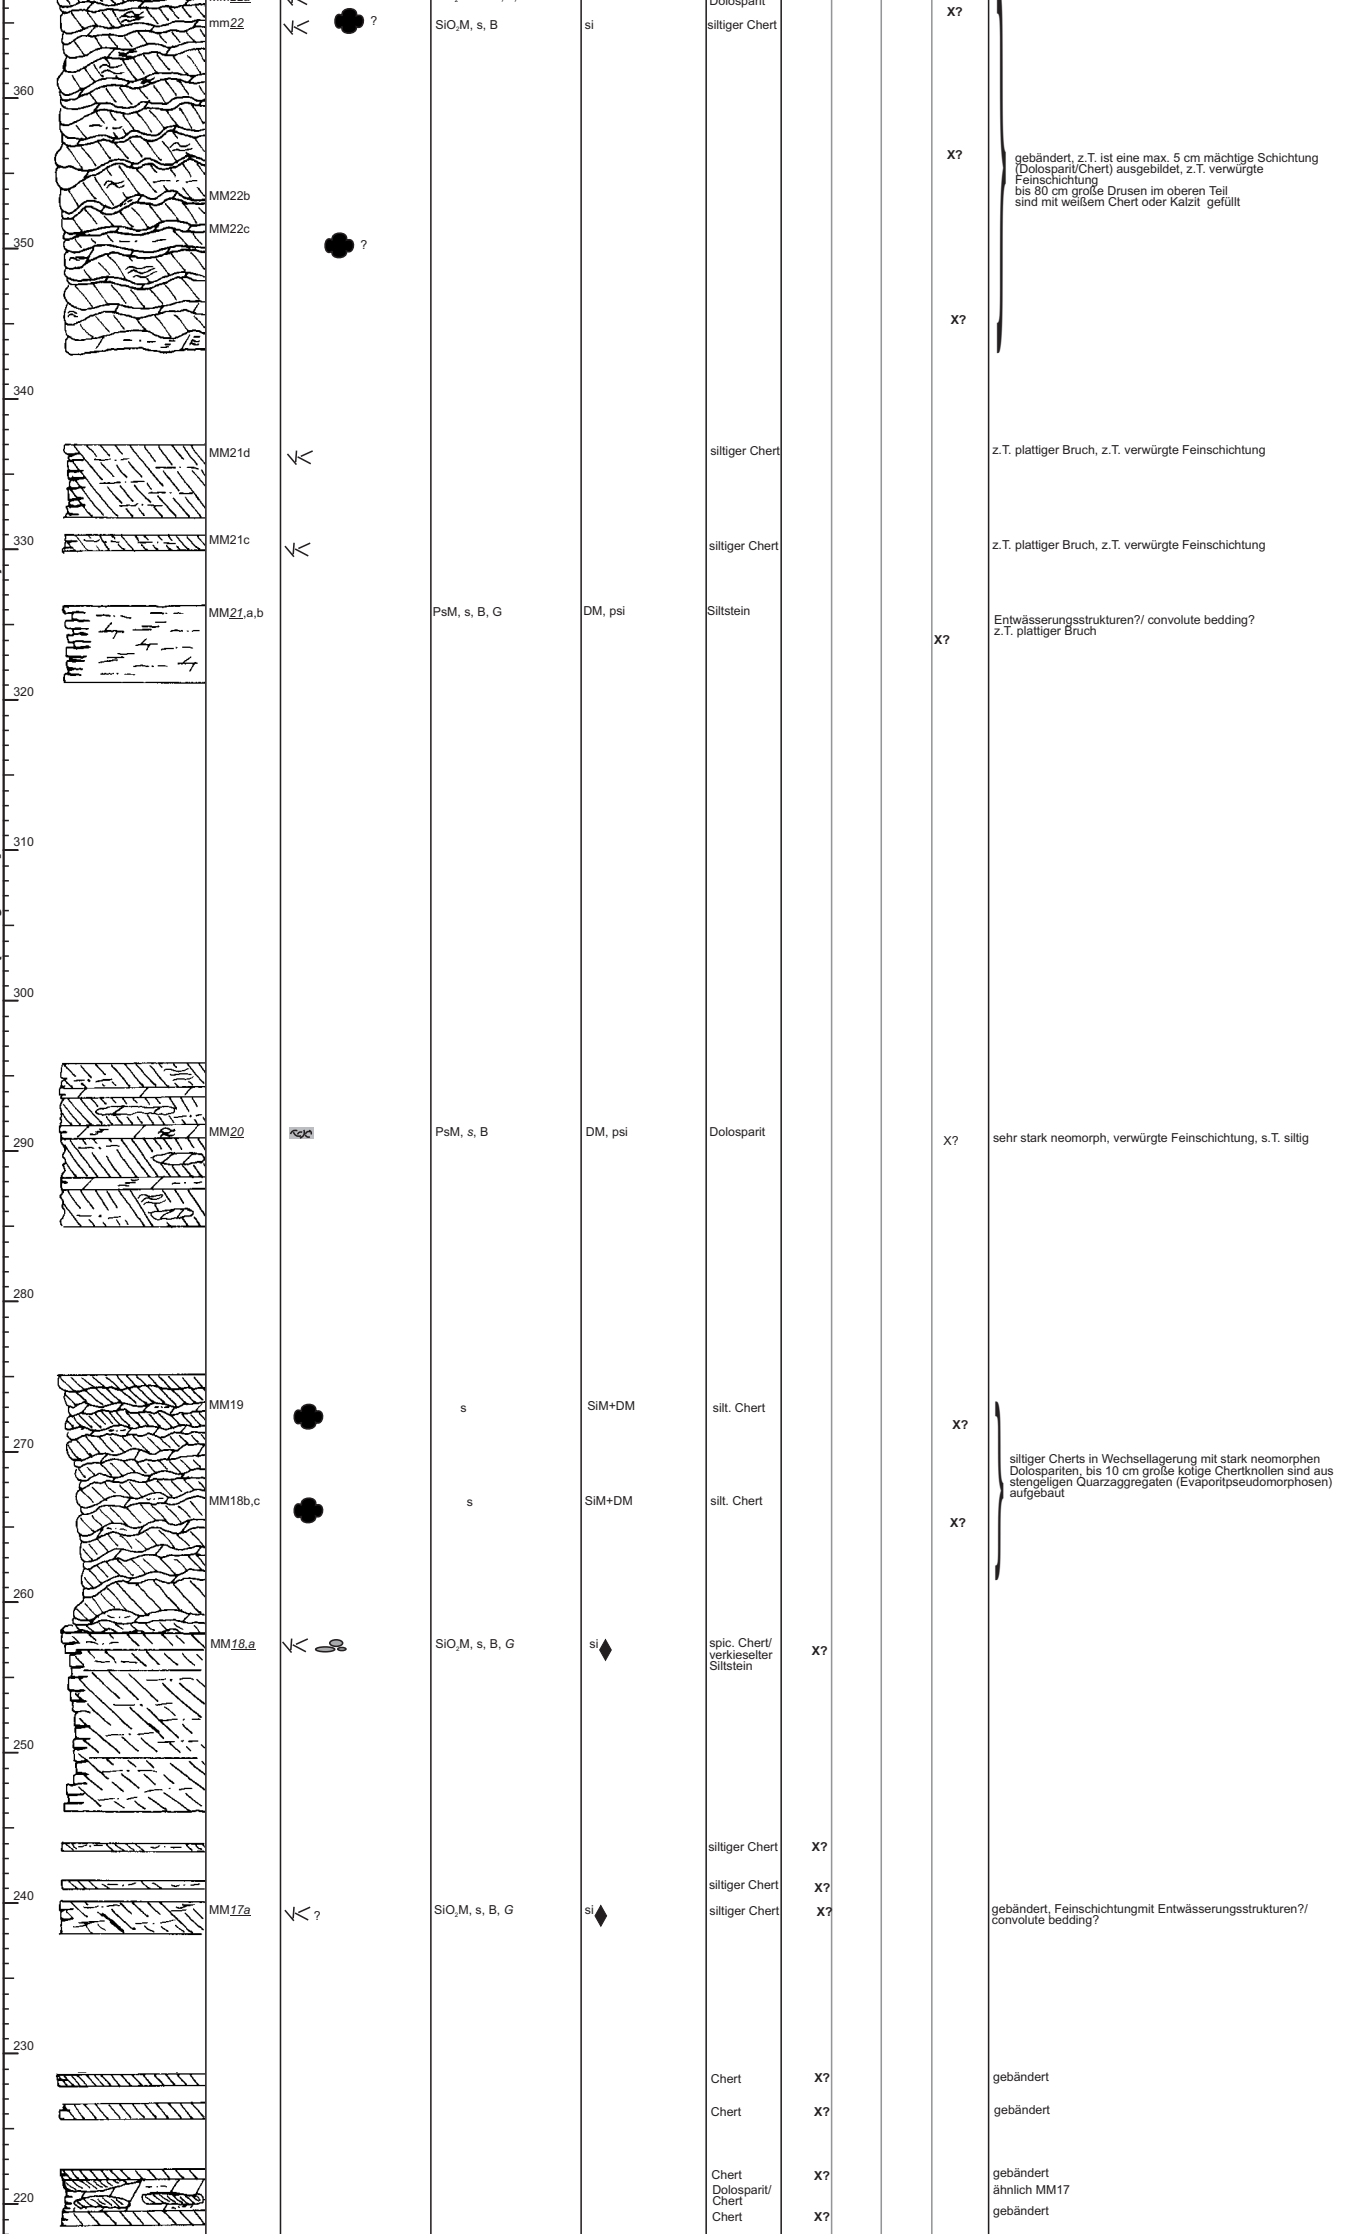 Dolosparit
mm22 ? SiO2M, s, B si siltiger Chert X?
360
X? gebändert, z.T. ist eine max. 5 cm mächtige Schichtung
(Dolosparit/Chert) ausgebildet, z.T. verwürgte
Feinschichtung
bis 80 cm große Drusen im oberen Teil
sind mit weißem Chert oder Kalzit gefüllt
MM22b
MM22c
350 ?
X?
340
MM21d siltiger Chert z.T. plattiger Bruch, z.T. verwürgte Feinschichtung
330 MM21c siltiger Chert z.T. plattiger Bruch, z.T. verwürgte Feinschichtung
MM21,a,b PsM, s, B, G DM, psi Siltstein
Entwässerungsstrukturen?/ convolute bedding?
X? z.T. plattiger Bruch
320
310
300
290 MM20 PsM, s, B DM, psi Dolosparit X? sehr stark neomorph, verwürgte Feinschichtung, s.T. siltig
280
MM19 s SiM+DM silt. Chert
X?
270
siltiger Cherts in Wechsellagerung mit stark neomorphen
Dolospariten, bis 10 cm große kotige Chertknollen sind aus
stengeligen Quarzaggregaten (Evaporitpseudomorphosen)
aufgebaut
MM18b,c s SiM+DM silt. Chert
X?
260
MM18,a SiO2M, s, B, G si spic. Chert/
verkieselter
Siltstein
X?
250
siltiger Chert X?
siltiger Chert X?
240
MM17a ? SiO2M, s, B, G si siltiger Chert X? gebändert, Feinschichtungmit Entwässerungsstrukturen?/
convolute bedding?
230
Chert X? gebändert
Chert X? gebändert
Chert X? gebändert
Dolosparit/ ähnlich MM17
Chert
220
Chert X? gebändert